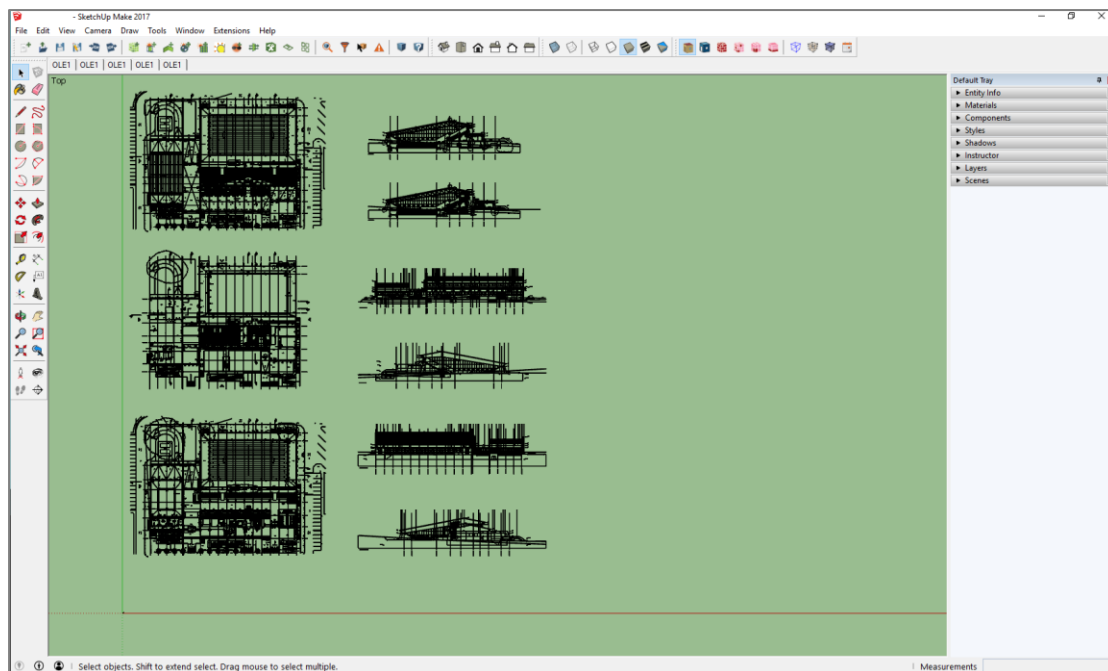 - SketchUp Make 2017
File Edit View Camera Draw Tools Window Extensions Help
OLE1 | OLE1 | OLE1 | OLE1 | OLE1 |
Top
Default Tray
Entity Info
Materials
Components
Styles
Shadows
Instructor
Layers
Scenes
Select objects. Shift to extend select. Drag mouse to select multiple.
Measurements